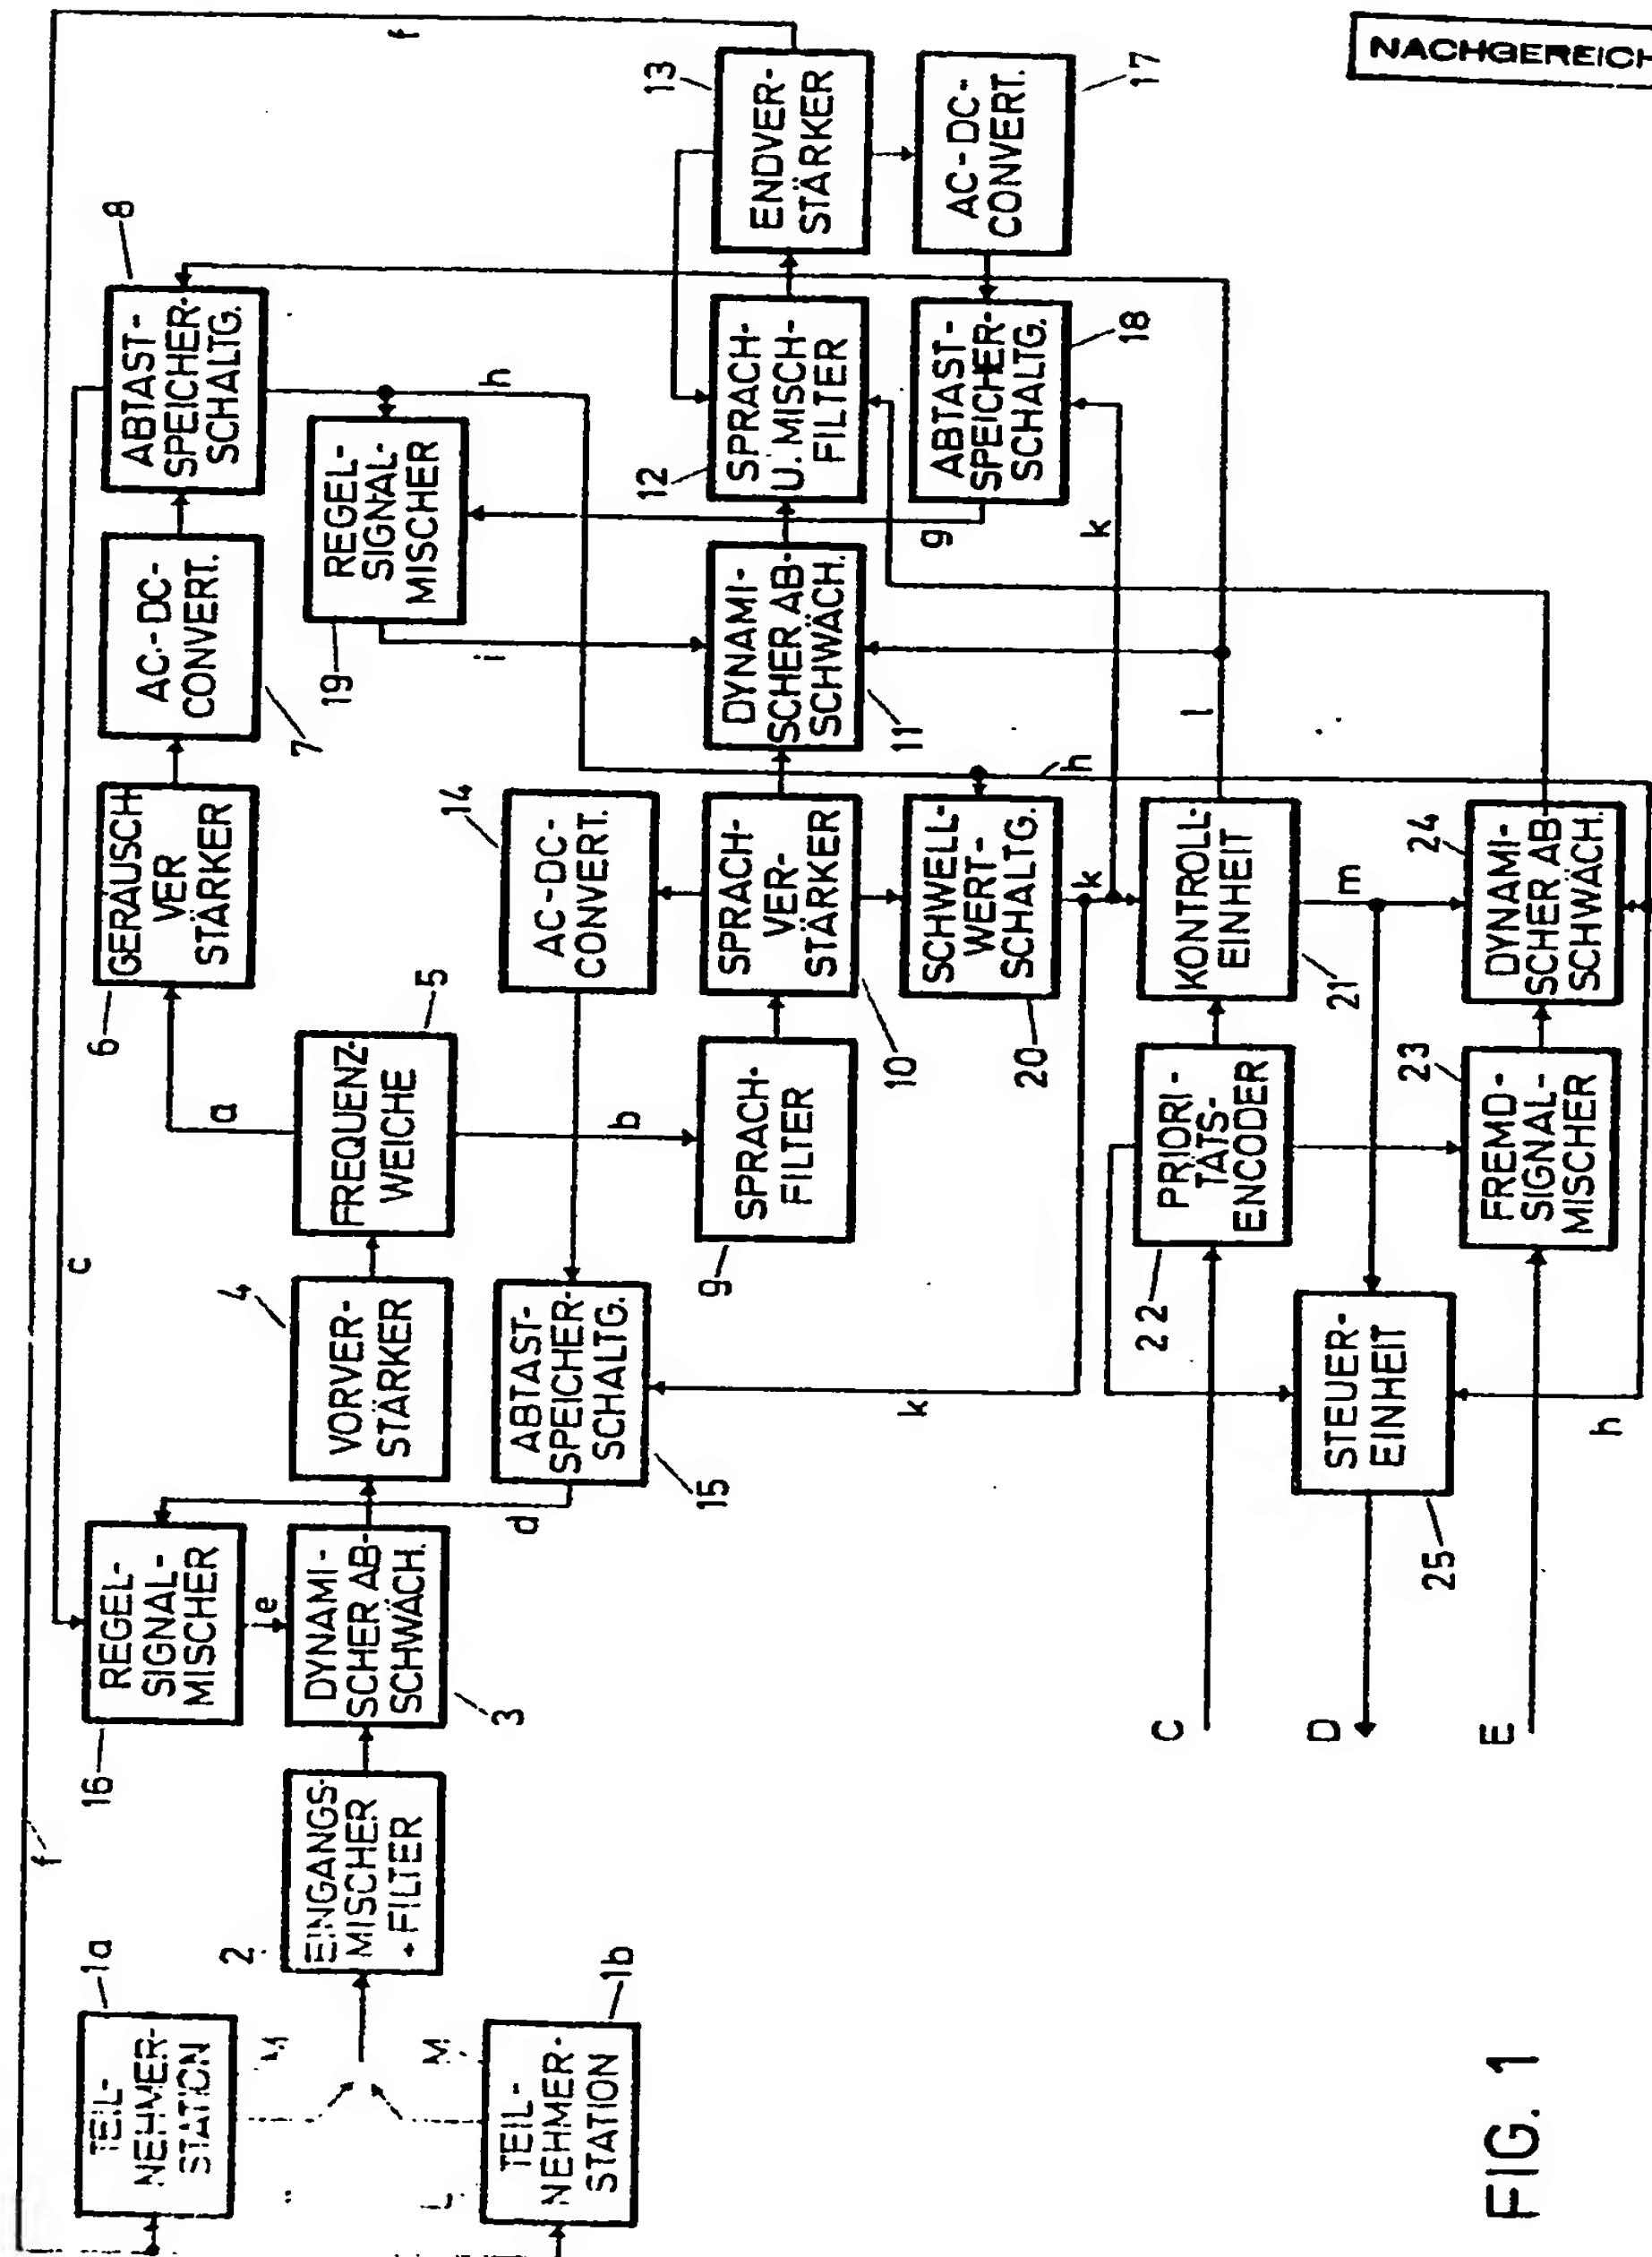 NACHGEREICH
f
8
ABTAST-
SPEICHER-
SCHALTG.
13
ENDVER-
STÄRKER
17
AC-DC-
CONVERT.
h
7
AC.-DC-
CONVERT.
19
REGEL-
SIGNAL-
MISCHER
12
SPRACH-
U. MISCH-
FILTER
18
ABTAST-
SPEICHER-
SCHALTG.
g
k
i
6
GERÄUSCH
VER
STÄRKER
14
AC-DC-
CONVERT.
11
DYNAMI-
SCHER AB-
SCHWÄCH.
l
h
10
SPRACH-
VER-
STÄRKER
20
SCHWELL-
WERT-
SCHALTG.
k
21
KONTROLL-
EINHEIT
m
24
DYNAMI-
SCHER AB-
SCHWÄCH.
a
5
FREQUENZ-
WEICHE
b
9
SPRACH-
FILTER
22
PRIORI-
TÄTS-
ENCODER
23
FREMD-
SIGNAL-
MISCHER
c
4
VORVER-
STÄRKER
15
ABTAST-
SPEICHER-
SCHALTG.
k
d
25
STEUER-
EINHEIT
h
16
REGEL-
SIGNAL-
MISCHER
e
3
DYNAMI-
SCHER AB-
SCHWÄCH.
C
D
E
f
2
EINGANGS-
MISCHER
+ FILTER
1a
TEIL-
NEHMER-
STATION
M
1b
TEIL-
NEHMER-
STATION
M
L
FIG. 1